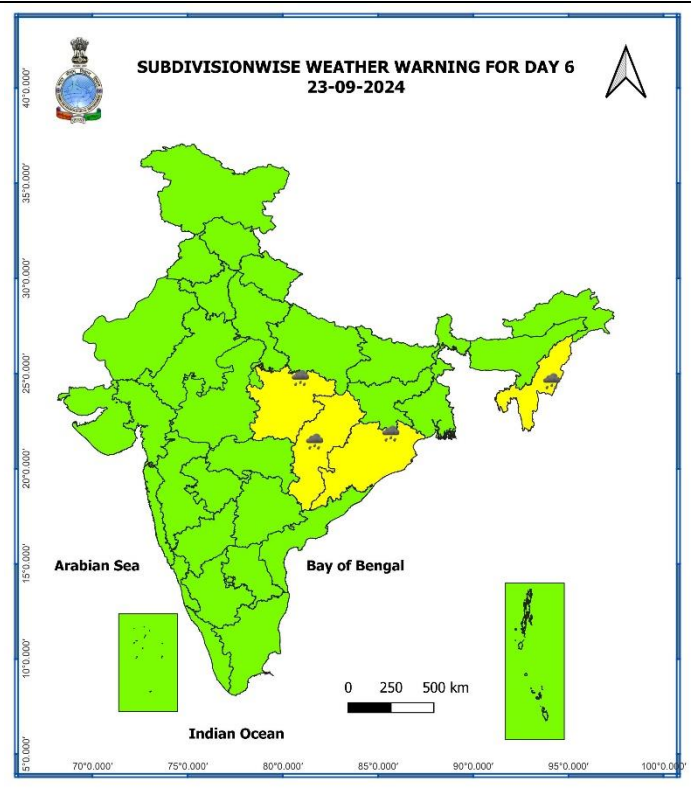 SUBDIVISIONWISE WEATHER WARNING FOR DAY 6
23-09-2024
40°0.000'
35°0.000'
30°0.000'
25°0.000'
20°0.000'
15°0.000'
10°0.000'
5°0.000'
Arabian Sea
Bay of Bengal
0 250 500 km
Indian Ocean
70°0.000' 75°0.000' 80°0.000' 85°0.000' 90°0.000' 95°0.000' 100°0.000'